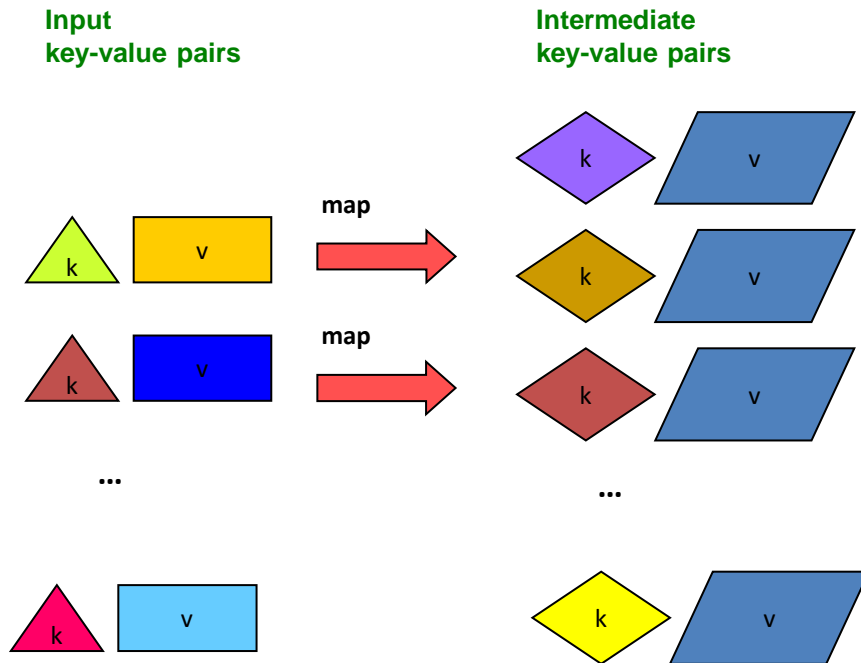 Input
key-value pairs
Intermediate
key-value pairs
k v
map
k v
k v
map
k v
k v
...
...
k v
k v